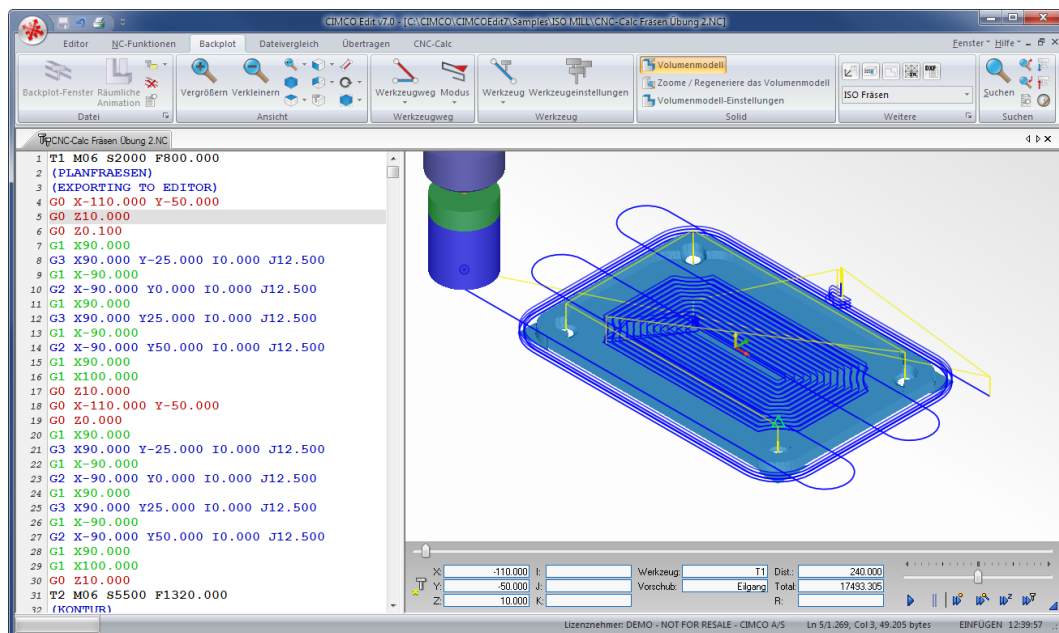 CIMCO Edit v7.0 - [C:\CIMCO\CIMCOEdit7\Samples\ISO MILL\CNC-Calc Fräsen Übung 2.NC]
Editor NC-Funktionen Backplot Dateivergleich Übertragen CNC-Calc Fenster Hilfe
Backplot-Fenster Räumliche Animation
Vergrößern Verkleinern
Werkzeugweg Modus
Werkzeug Werkzeugeinstellungen
Volumenmodell
Zoome / Regeneriere das Volumenmodell
Volumenmodell-Einstellungen
DXF
ISO Fräsen
Suchen
Datei Ansicht Werkzeugweg Werkzeug Solid Weitere Suchen
CNC-Calc Fräsen Übung 2.NC
1 T1 M06 S2000 F800.000
2 (PLANFRAESEN)
3 (EXPORTING TO EDITOR)
4 G0 X-110.000 Y-50.000
5 G0 Z10.000
6 G0 Z0.100
7 G1 X90.000
8 G3 X90.000 Y-25.000 I0.000 J12.500
9 G1 X-90.000
10 G2 X-90.000 Y0.000 I0.000 J12.500
11 G1 X90.000
12 G3 X90.000 Y25.000 I0.000 J12.500
13 G1 X-90.000
14 G2 X-90.000 Y50.000 I0.000 J12.500
15 G1 X90.000
16 G1 X100.000
17 G0 Z10.000
18 G0 X-110.000 Y-50.000
19 G0 Z0.000
20 G1 X90.000
21 G3 X90.000 Y-25.000 I0.000 J12.500
22 G1 X-90.000
23 G2 X-90.000 Y0.000 I0.000 J12.500
24 G1 X90.000
25 G3 X90.000 Y25.000 I0.000 J12.500
26 G1 X-90.000
27 G2 X-90.000 Y50.000 I0.000 J12.500
28 G1 X90.000
29 G1 X100.000
30 G0 Z10.000
31 T2 M06 S5500 F1320.000
32 (KONTUR)
X: -110.000 I: Werkzeug: T1 Dist.: 240.000
Y: -50.000 J: Vorschub: Eilgang Total: 17493.305
Z: 10.000 K: R:
Lizenznehmer: DEMO - NOT FOR RESALE - CIMCO A/S Ln 5/1.269, Col 3, 49.205 bytes EINFÜGEN 12:39:57